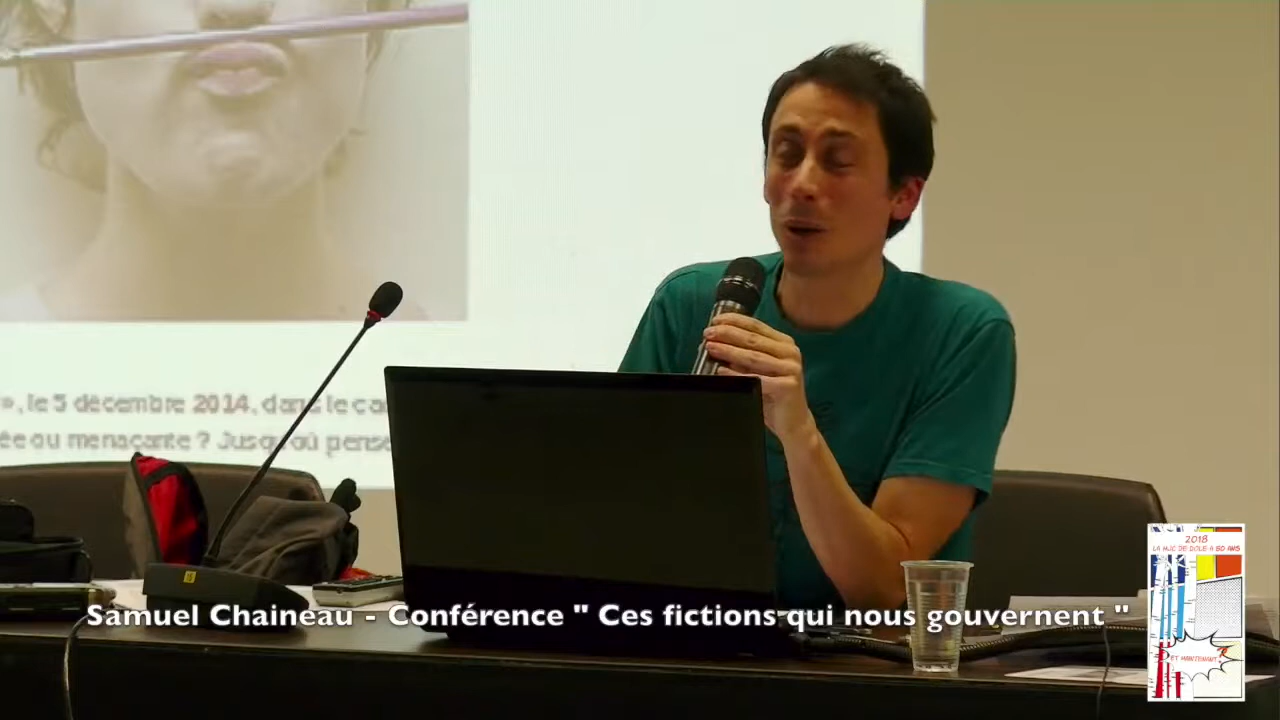 », le 5 décembre 2014, dans le ca
ée ou menaçante ? Jusqu'où pense
Samuel Chaineau - Conférence " Ces fictions qui nous gouvernent "
2018
LA MJC DE DOLE A 50 ANS
ET MAINTENANT ?